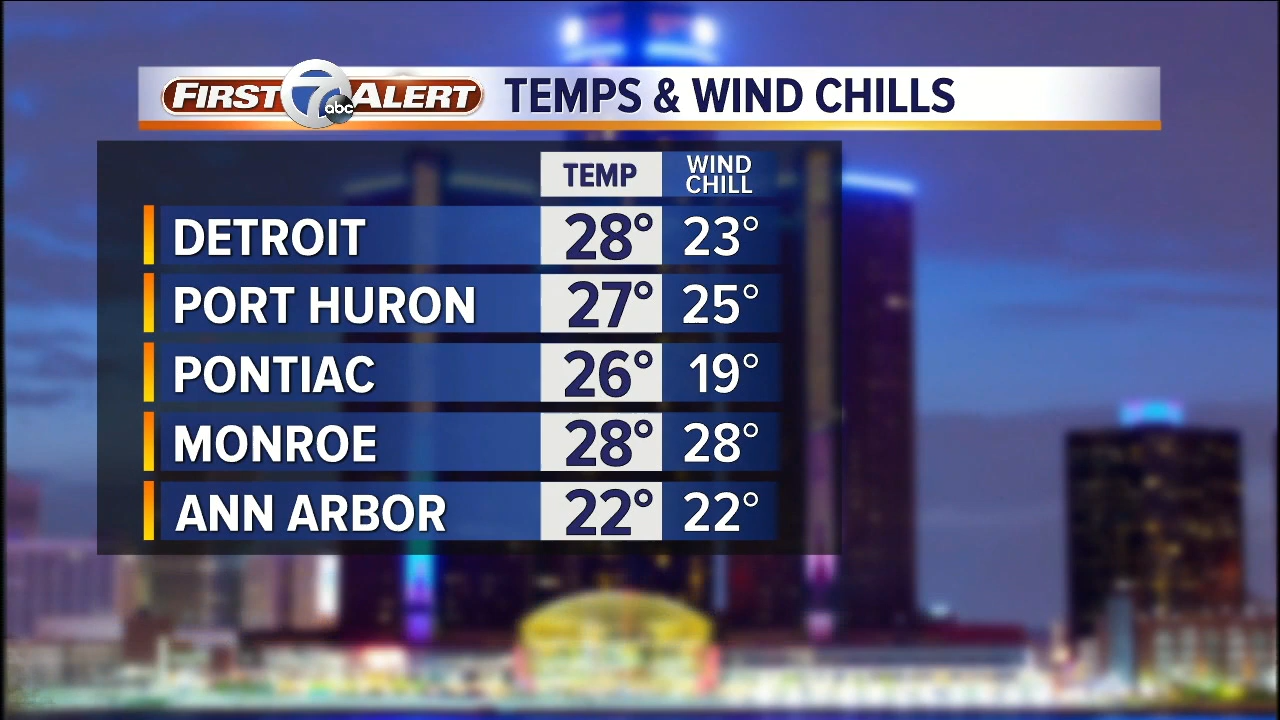 FIRST 7 abc ALERT TEMPS & WIND CHILLS
TEMP WIND CHILL
DETROIT 28° 23°
PORT HURON 27° 25°
PONTIAC 26° 19°
MONROE 28° 28°
ANN ARBOR 22° 22°